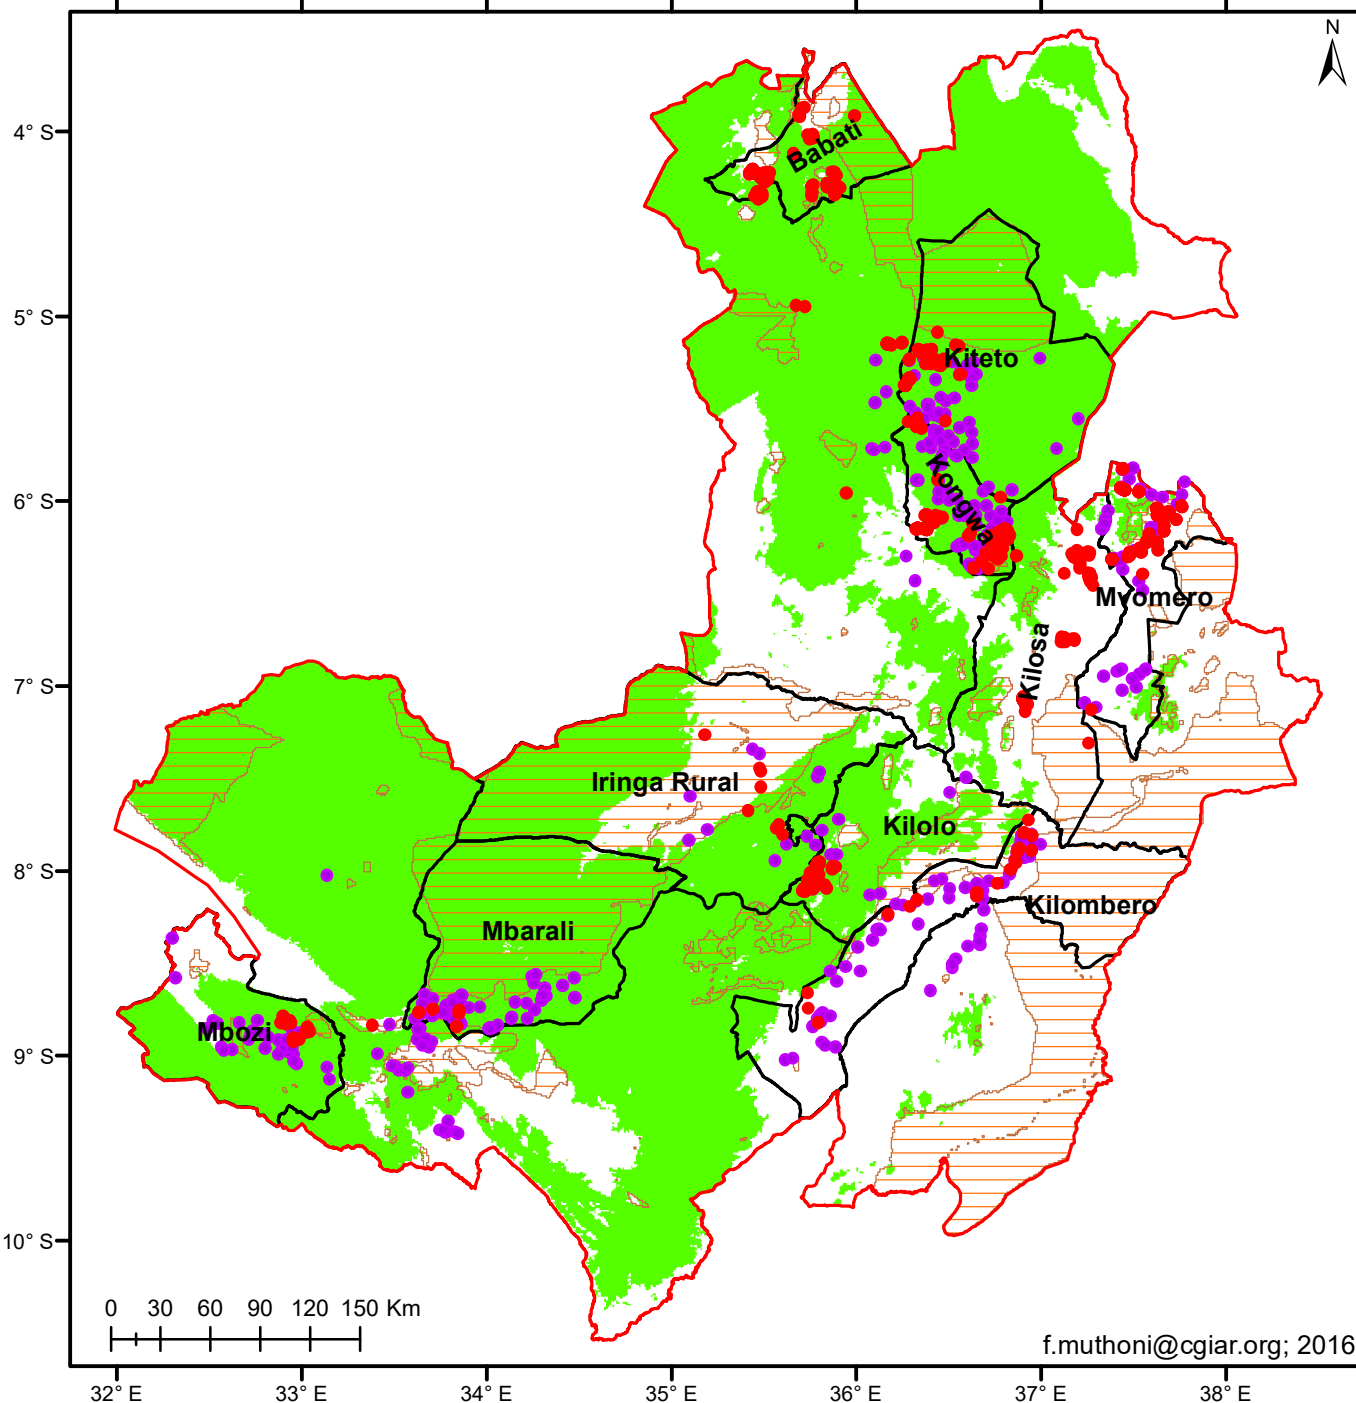 N
4° S
Babati
5° S
Kiteto
6° S
Kongwa
Mvomero
Kilosa
7° S
Iringa Rural
Kilolo
8° S
Kilombero
Mbarali
Mbozi
9° S
10° S
0 30 60 90 120 150 Km
f.muthoni@cgiar.org; 2016
32° E 33° E 34° E 35° E 36° E 37° E 38° E